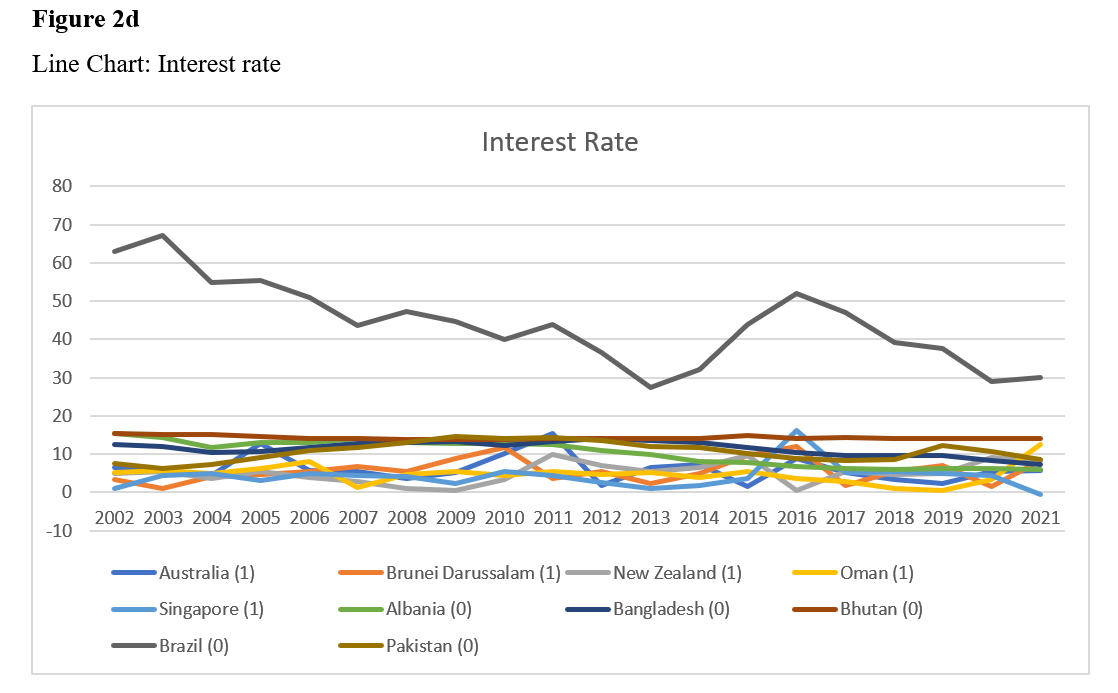 Figure 2d
Line Chart: Interest rate
Interest Rate
80
70
60
50
40
30
20
10
0
-10
2002 2003 2004 2005 2006 2007 2008 2009 2010 2011 2012 2013 2014 2015 2016 2017 2018 2019 2020 2021
Australia (1) Brunei Darussalam (1) New Zealand (1) Oman (1)
Singapore (1) Albania (0) Bangladesh (0) Bhutan (0)
Brazil (0) Pakistan (0)